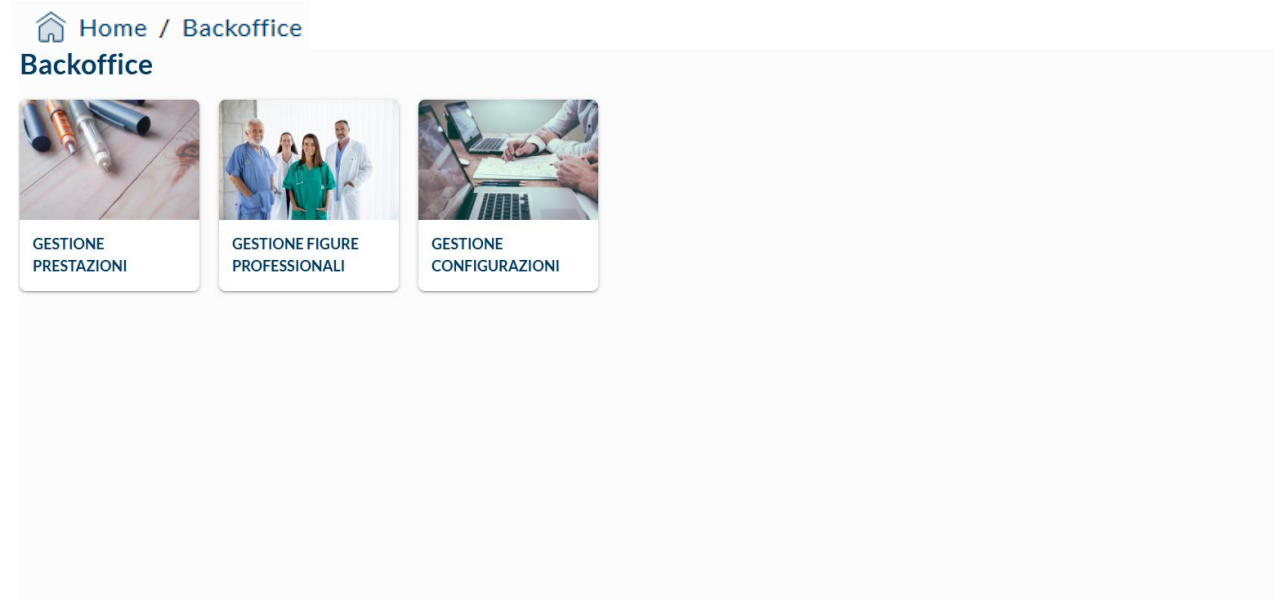 Home / Backoffice
Backoffice
GESTIONE
PRESTAZIONI
GESTIONE FIGURE
PROFESSIONALI
GESTIONE
CONFIGURAZIONI